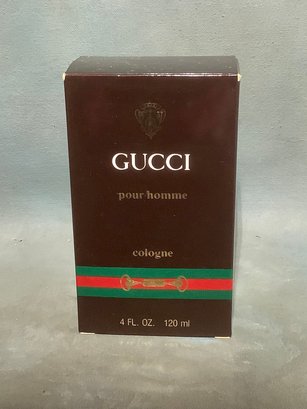 GUCCI
pour homme
cologne
4 FL. OZ. 120 ml